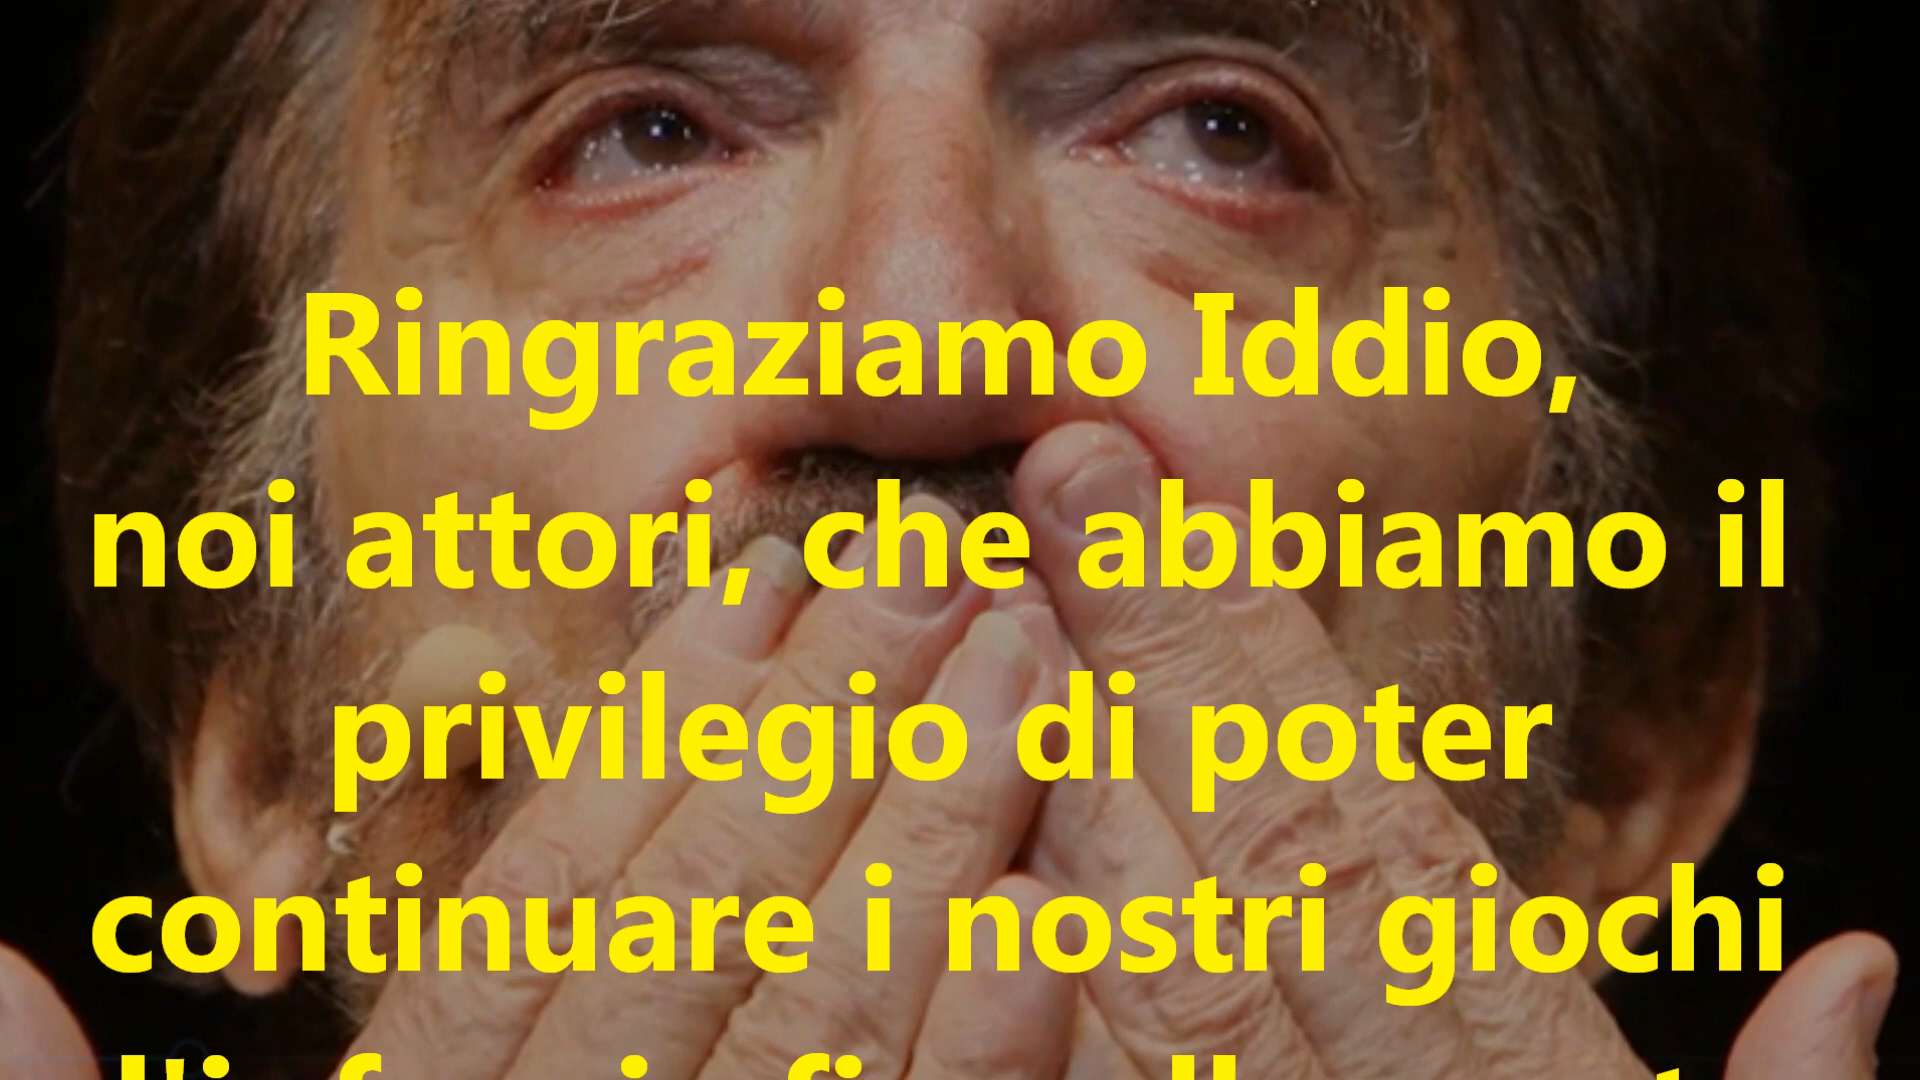 Ringraziamo Iddio,
noi attori, che abbiamo il
privilegio di poter
continuare i nostri giochi